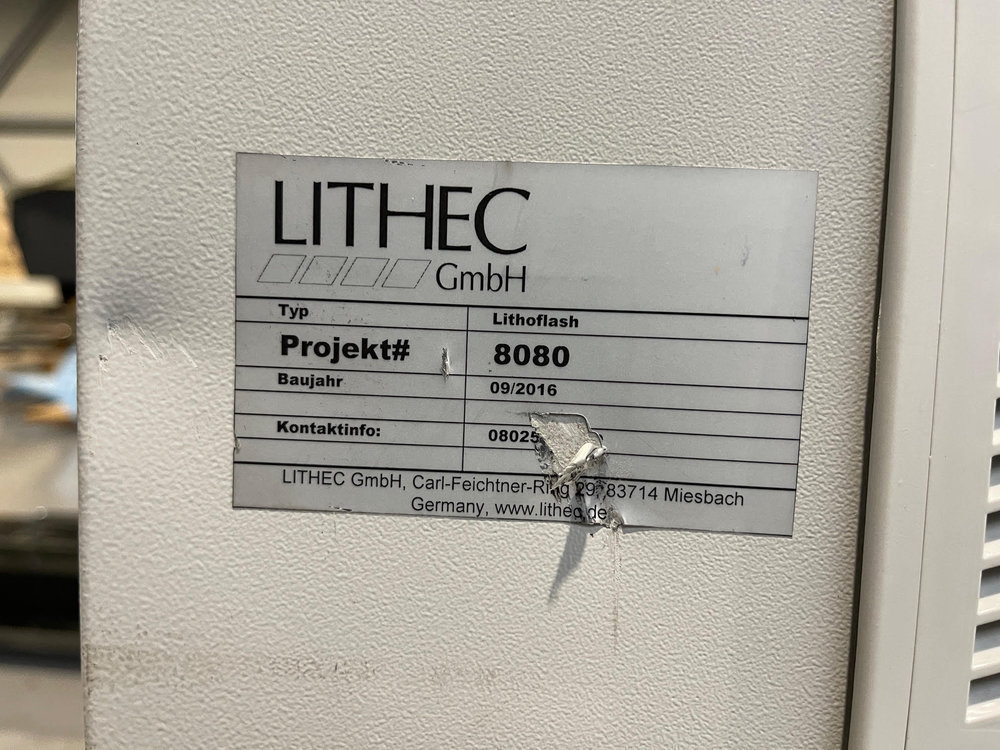 LITHEC
GmbH
Typ Lithoflash
Projekt# 8080
Baujahr 09/2016
Kontaktinfo: 08025
LITHEC GmbH, Carl-Feichtner-Ring 29, 83714 Miesbach
Germany, www.lithec.de